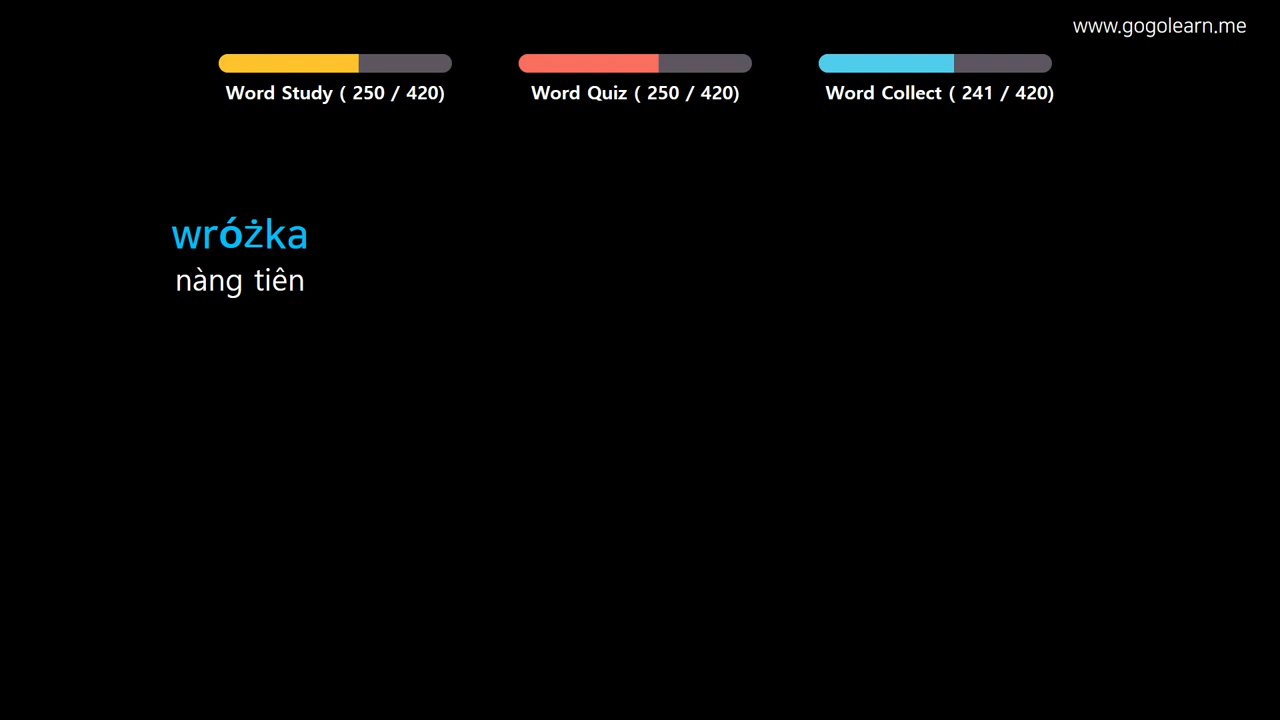 www.gogolearn.me
Word Study ( 250 / 420)
Word Quiz ( 250 / 420)
Word Collect ( 241 / 420)
wróżka
nàng tiên